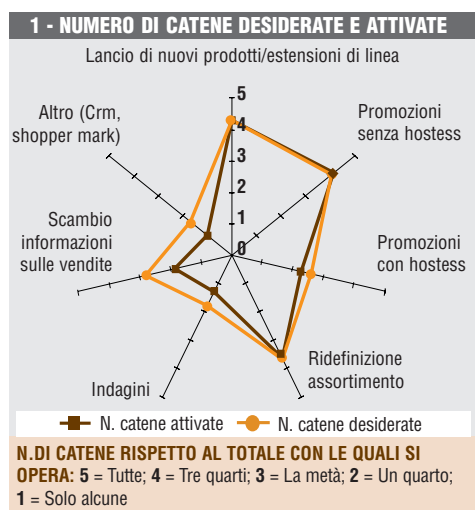 1 - NUMERO DI CATENE DESIDERATE E ATTIVATE
Lancio di nuovi prodotti/estensioni di linea
5
4
3
2
1
0
Promozioni
senza hostess
Promozioni
con hostess
Ridefinizione
assortimento
Indagini
Scambio
informazioni
sulle vendite
Altro (Crm,
shopper mark)
N. catene attivate
N. catene desiderate
N.DI CATENE RISPETTO AL TOTALE CON LE QUALI SI
OPERA: 5 = Tutte; 4 = Tre quarti; 3 = La metà; 2 = Un quarto;
1 = Solo alcune